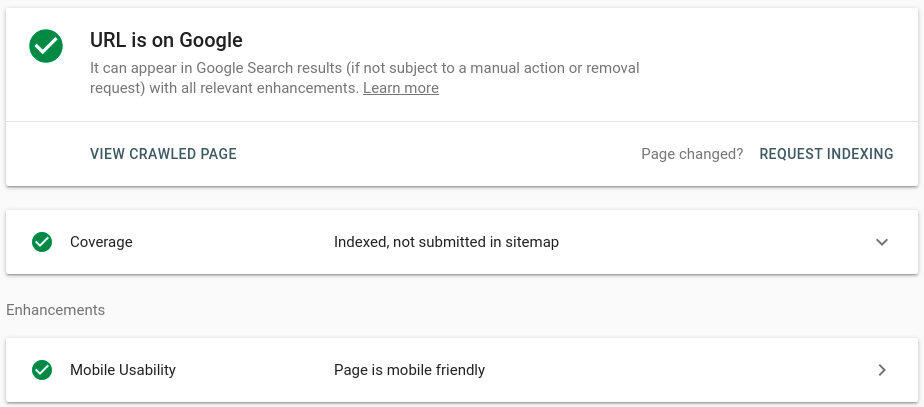 URL is on Google
It can appear in Google Search results (if not subject to a manual action or removal
request) with all relevant enhancements. Learn more
VIEW CRAWLED PAGE
Page changed? REQUEST INDEXING
Coverage Indexed, not submitted in sitemap
Enhancements
Mobile Usability Page is mobile friendly